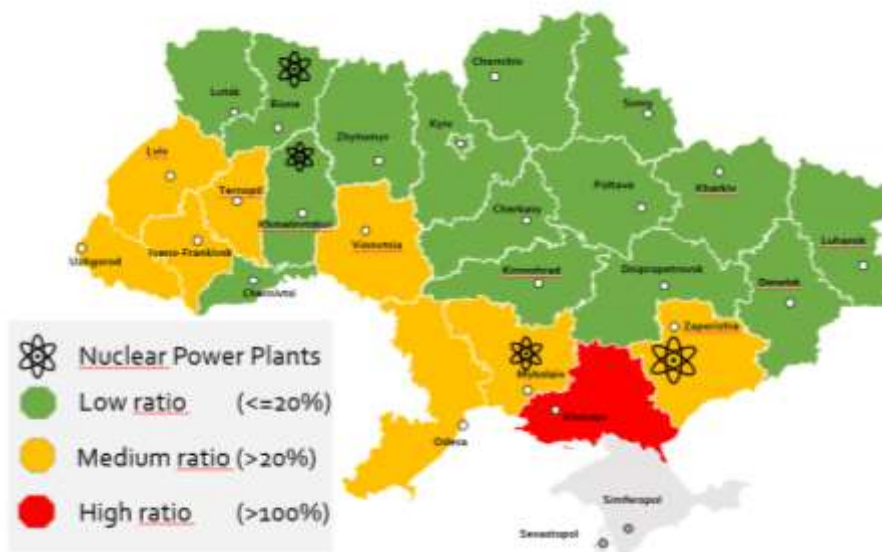 Chernihiv
Lutsk
Rivne
Sumy
Zhytomyr
Kyiv
Lviv
Kharkiv
Ternopil
Poltava
Cherkasy
Khmelnytskyi
Luhansk
Vinnytsia
Ivano-Frankivsk
Uzhgorod
Kirovohrad
Dnipropetrovsk
Chernivtsi
Donetsk
Zaporizhia
Nuclear Power Plants
Mykolaiv
Low ratio (<=20%)
Kherson
Odesa
Medium ratio (>20%)
High ratio (>100%)
Simferopol
Sevastopol